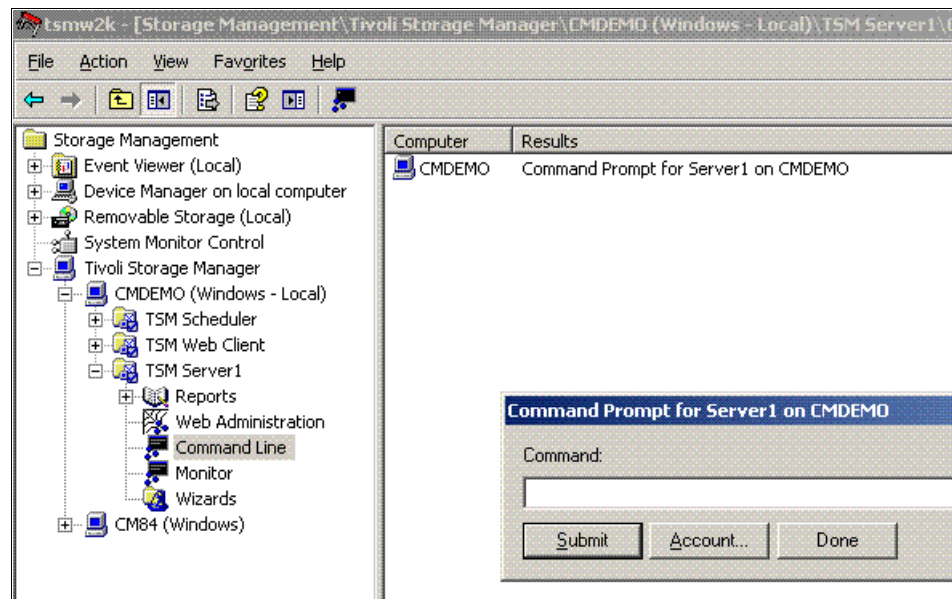 tsmw2k - [Storage Management\Tivoli Storage Manager\CMDEMO (Windows - Local)\TSM Server1\
File Action View Favorites Help
Storage Management
Event Viewer (Local)
Device Manager on local computer
Removable Storage (Local)
System Monitor Control
Tivoli Storage Manager
CMDEMO (Windows - Local)
TSM Scheduler
TSM Web Client
TSM Server1
Reports
Web Administration
Command Line
Monitor
Wizards
CM84 (Windows)
Computer Results
CMDEMO Command Prompt for Server1 on CMDEMO
Command Prompt for Server1 on CMDEMO
Command:
Submit Account... Done